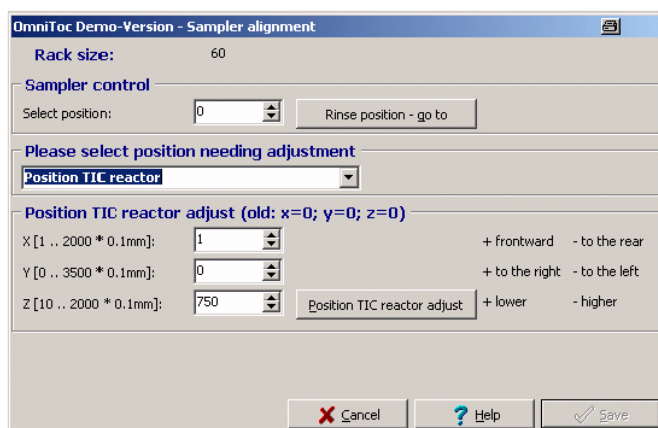 OmniToc Demo-Version - Sampler alignment
Rack size: 60
Sampler control
Select position: 0 Rinse position - go to
Please select position needing adjustment
Position TIC reactor
Position TIC reactor adjust (old: x=0; y=0; z=0)
X [1 .. 2000 * 0.1mm]: 1 + frontward - to the rear
Y [0 .. 3500 * 0.1mm]: 0 + to the right - to the left
Z [10 .. 2000 * 0.1mm]: 750 Position TIC reactor adjust + lower - higher
Cancel ? Help Save